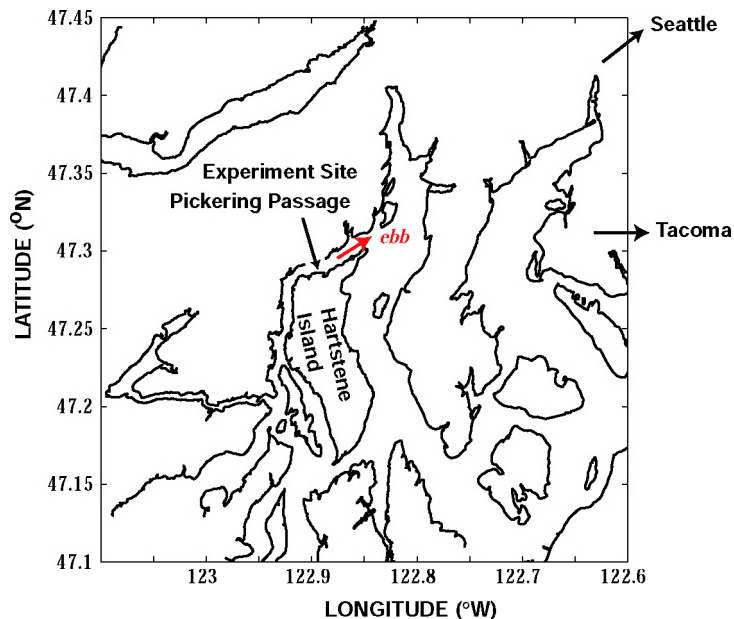 47.45
47.4
47.35
47.3
47.25
47.2
47.15
47.1
LATITUDE (ºN)
Seattle
Experiment Site
Pickering Passage
ebb
Tacoma
Hartstene
Island
123
122.9
122.8
122.7
122.6
LONGITUDE (°W)